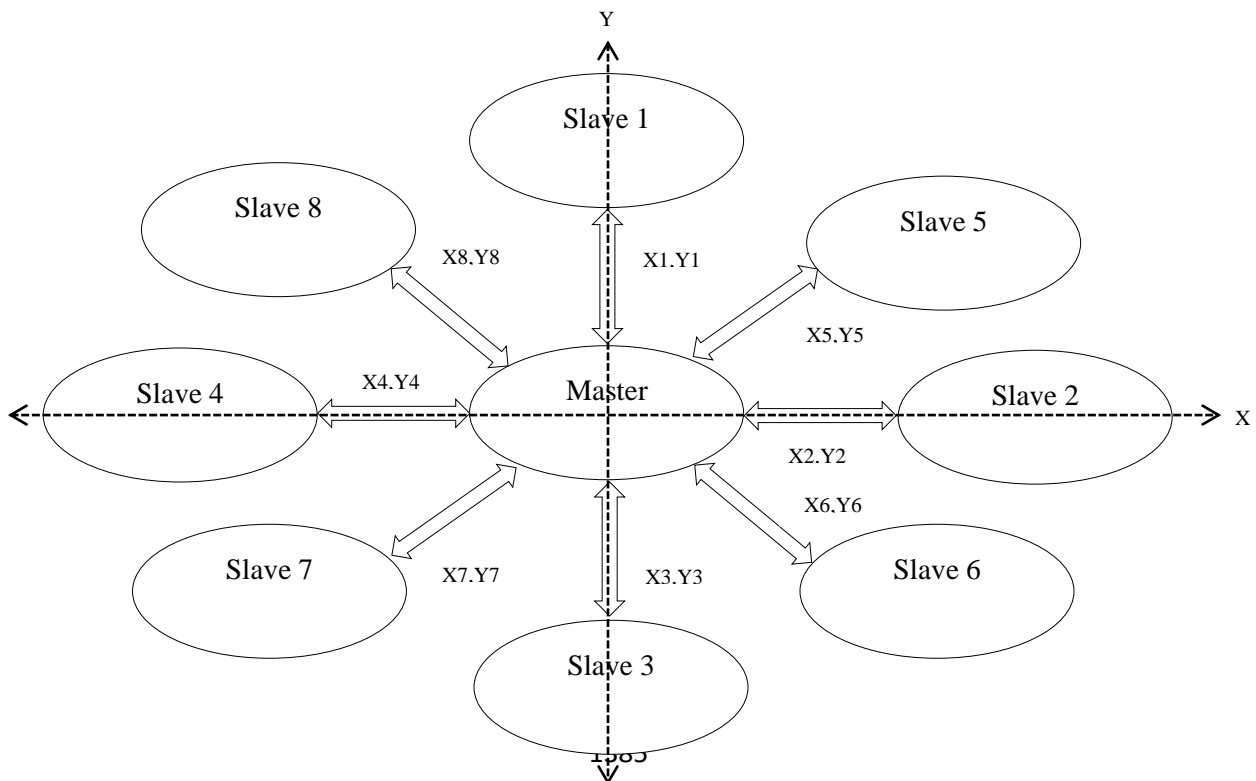 Y
Slave 1
Slave 8
Slave 5
X8,Y8
X1,Y1
X5,Y5
X4,Y4
Slave 4
Master
Slave 2
X
X2,Y2
X6,Y6
Slave 7
X7,Y7
X3,Y3
Slave 6
Slave 3
1385